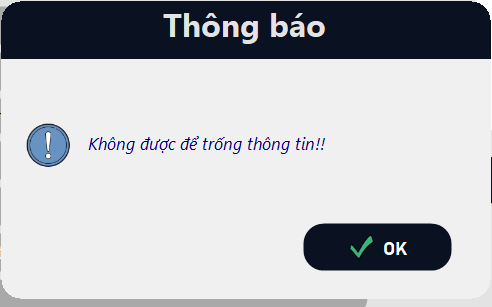 Thông báo
Không được để trống thông tin!!
OK